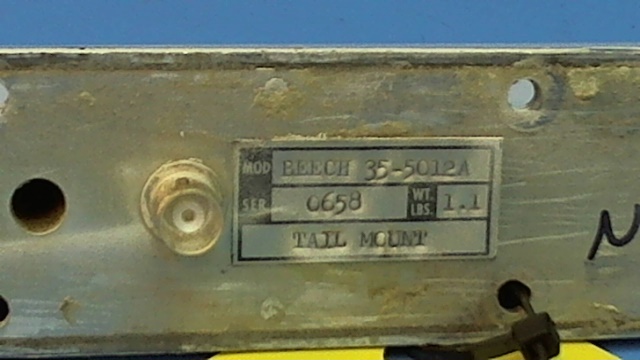 MOD BEECH 35-5012A
SER 0658 WT. LBS. 1.1
TAIL MOUNT
N